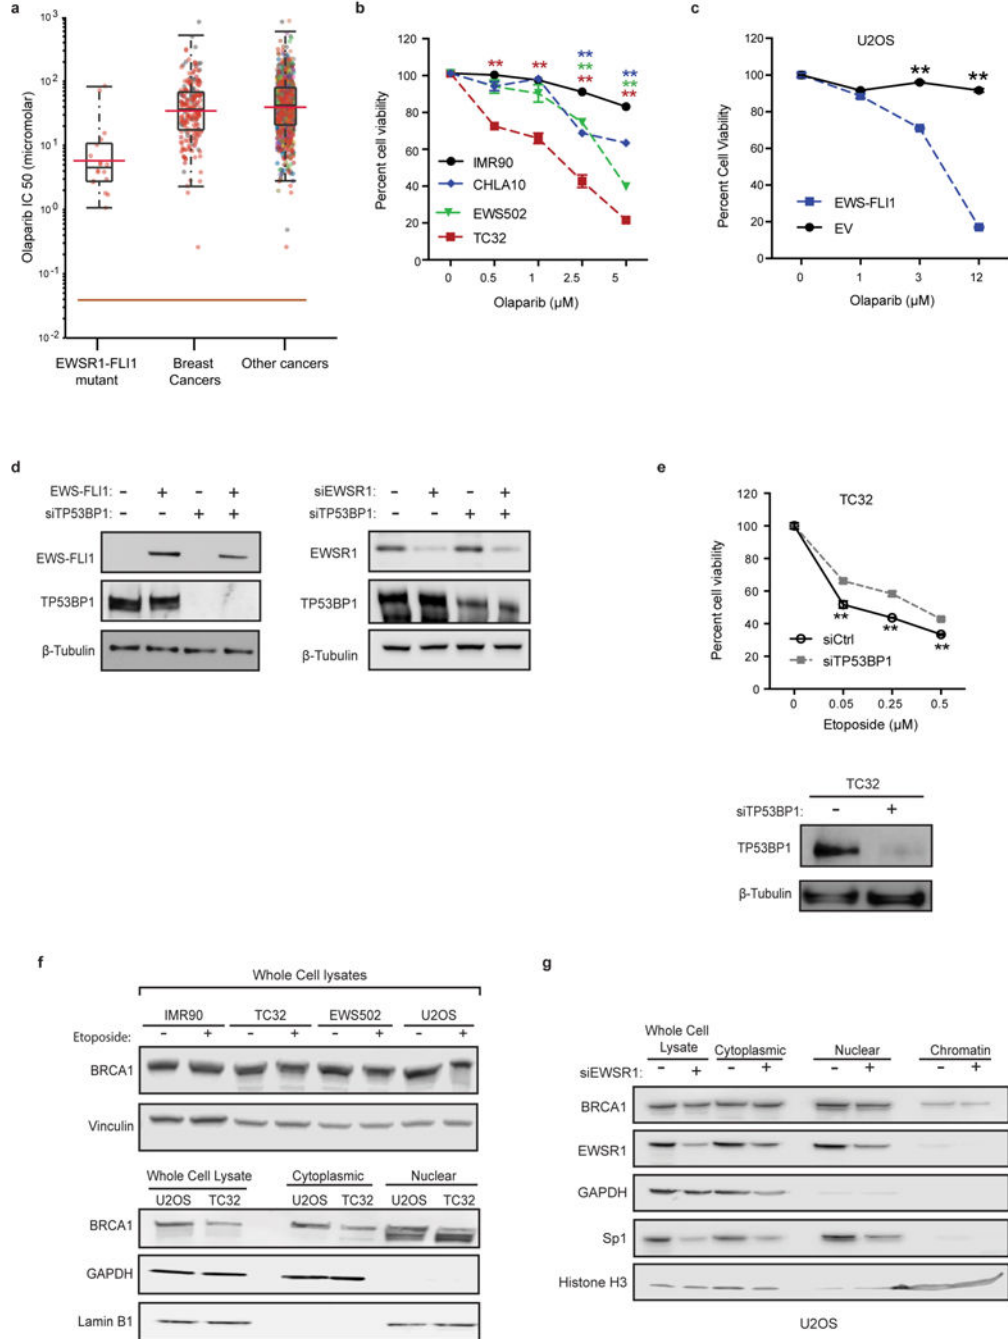 a
Olaparib IC 50 (micromolar)
10³
10²
10¹
10⁰
10⁻¹
10⁻²
EWSR1-FLI1 mutant
Breast Cancers
Other cancers
b
Percent viability
120
100
80
60
40
20
0
** ** ** **
** **
** **
IMR90
CHLA10
EWS502
TC32
0 0.5 1 2.5 5
Olaparib (µM)
c
U2OS
Percent Cell Viability
120
100
80
60
40
20
0
** **
EWS-FLI1
EV
0 1 3 12
Olaparib (µM)
d
EWS-FLI1: - + - +
siTP53BP1: - - + +
EWS-FLI1
TP53BP1
β-Tubulin
siEWSR1: - + - +
siTP53BP1: - - + +
EWSR1
TP53BP1
β-Tubulin
e
TC32
Percent cell viability
120
100
80
60
40
20
0
** ** **
siCtrl
siTP53BP1
0 0.05 0.25 0.5
Etoposide (µM)
TC32
siTP53BP1: - +
TP53BP1
β-Tubulin
f
Whole Cell lysates
IMR90 TC32 EWS502 U2OS
Etoposide: - + - + - + - +
BRCA1
Vinculin
Whole Cell Lysate Cytoplasmic Nuclear
U2OS TC32 U2OS TC32 U2OS TC32
BRCA1
GAPDH
Lamin B1
g
Whole Cell
Lysate Cytoplasmic Nuclear Chromatin
siEWSR1: - + - + - + - +
BRCA1
EWSR1
GAPDH
Sp1
Histone H3
U2OS